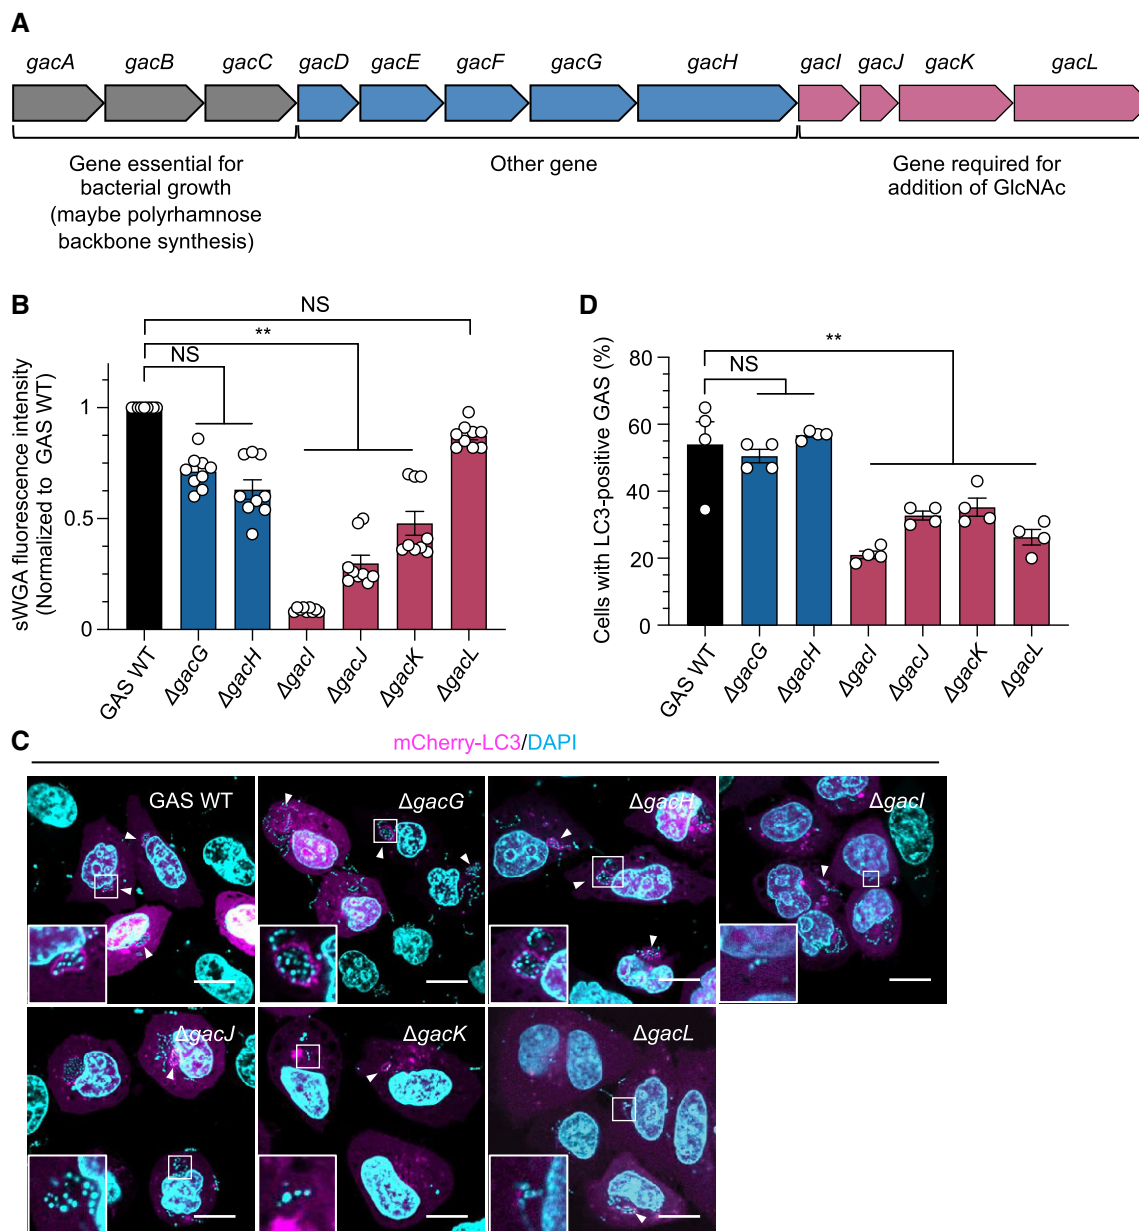 A
gacA gacB gacC gacD gacE gacF gacG gacH gacI gacJ gacK gacL
Gene essential for
bacterial growth
(maybe polyrhamnose
backbone synthesis)
Other gene
Gene required for
addition of GlcNAc
B
NS
**
NS
sWGA fluorescence intensity
(Normalized to GAS WT)
1
0.5
0
GAS WT
ΔgacG
ΔgacH
ΔgacI
ΔgacJ
ΔgacK
ΔgacL
D
**
NS
Cells with LC3-positive GAS (%)
80
60
40
20
0
GAS WT
ΔgacG
ΔgacH
ΔgacI
ΔgacJ
ΔgacK
ΔgacL
C
mCherry-LC3/DAPI
GAS WT
ΔgacG
ΔgacH
ΔgacI
ΔgacJ
ΔgacK
ΔgacL